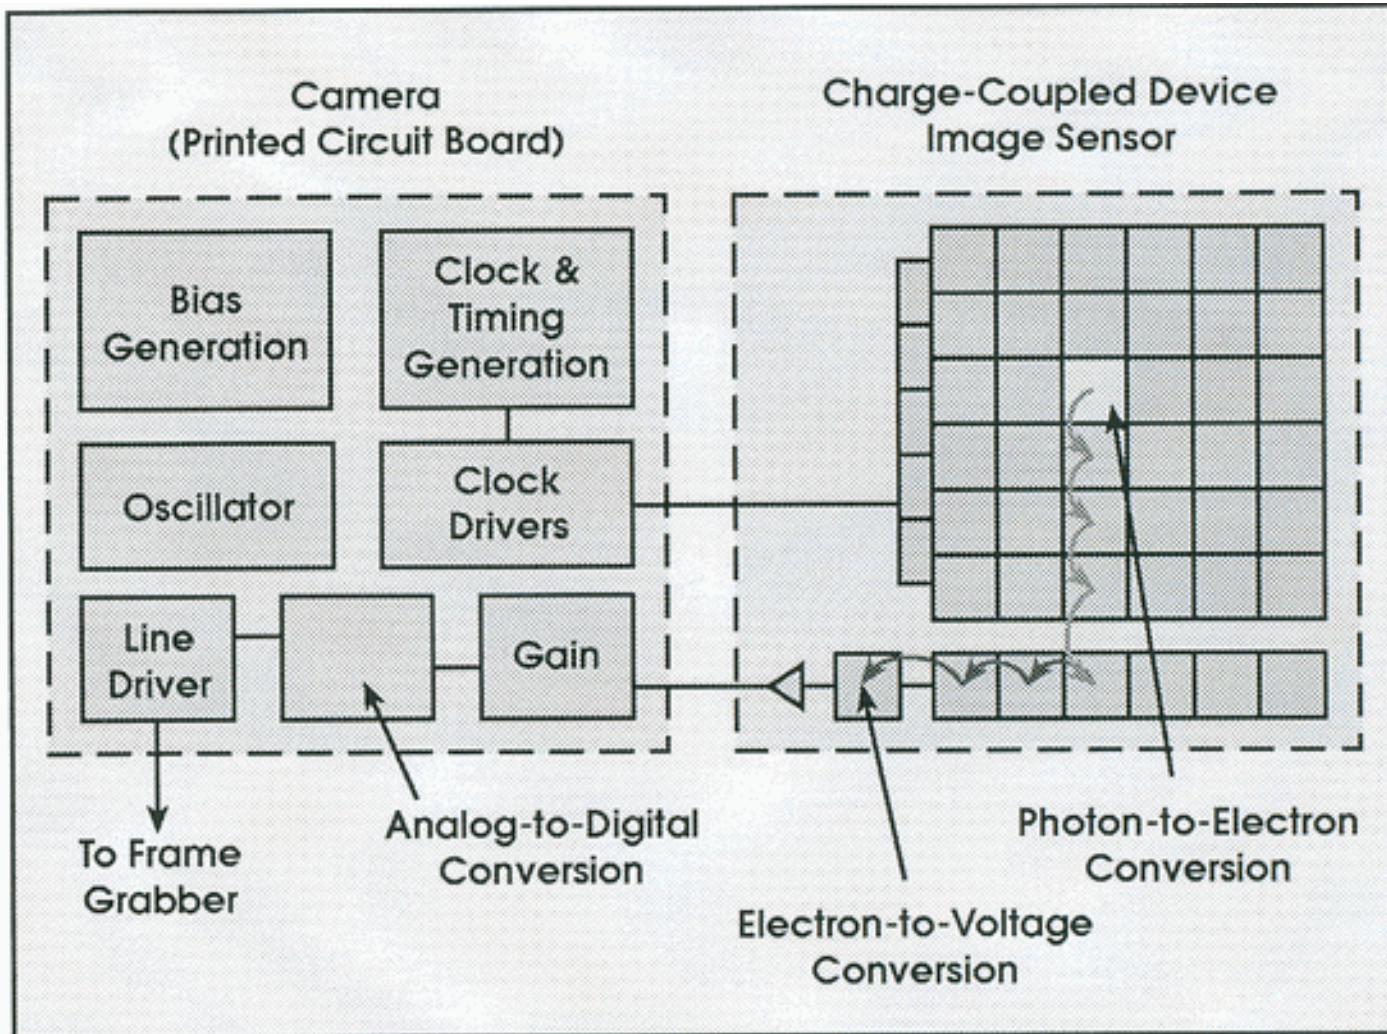 Camera
(Printed Circuit Board)
Charge-Coupled Device
Image Sensor
Bias
Generation
Clock &
Timing
Generation
Oscillator
Clock
Drivers
Line
Driver
Gain
To Frame
Grabber
Analog-to-Digital
Conversion
Electron-to-Voltage
Conversion
Photon-to-Electron
Conversion